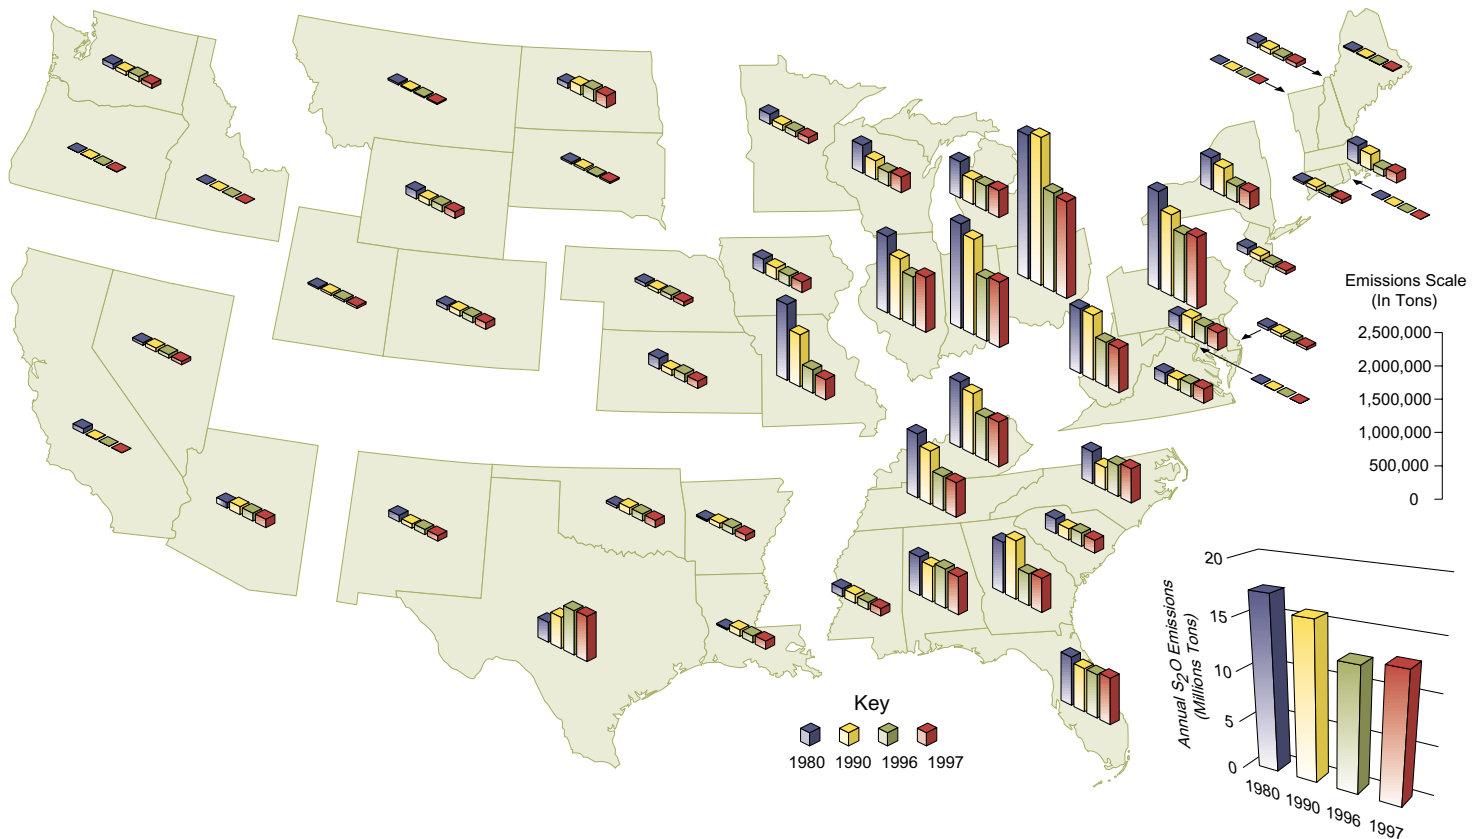 Emissions Scale
(In Tons)
2,500,000
2,000,000
1,500,000
1,000,000
500,000
0
Key
1980 1990 1996 1997
Annual S2O Emissions
(Millions Tons)
20
15
10
5
0
1980 1990 1996 1997